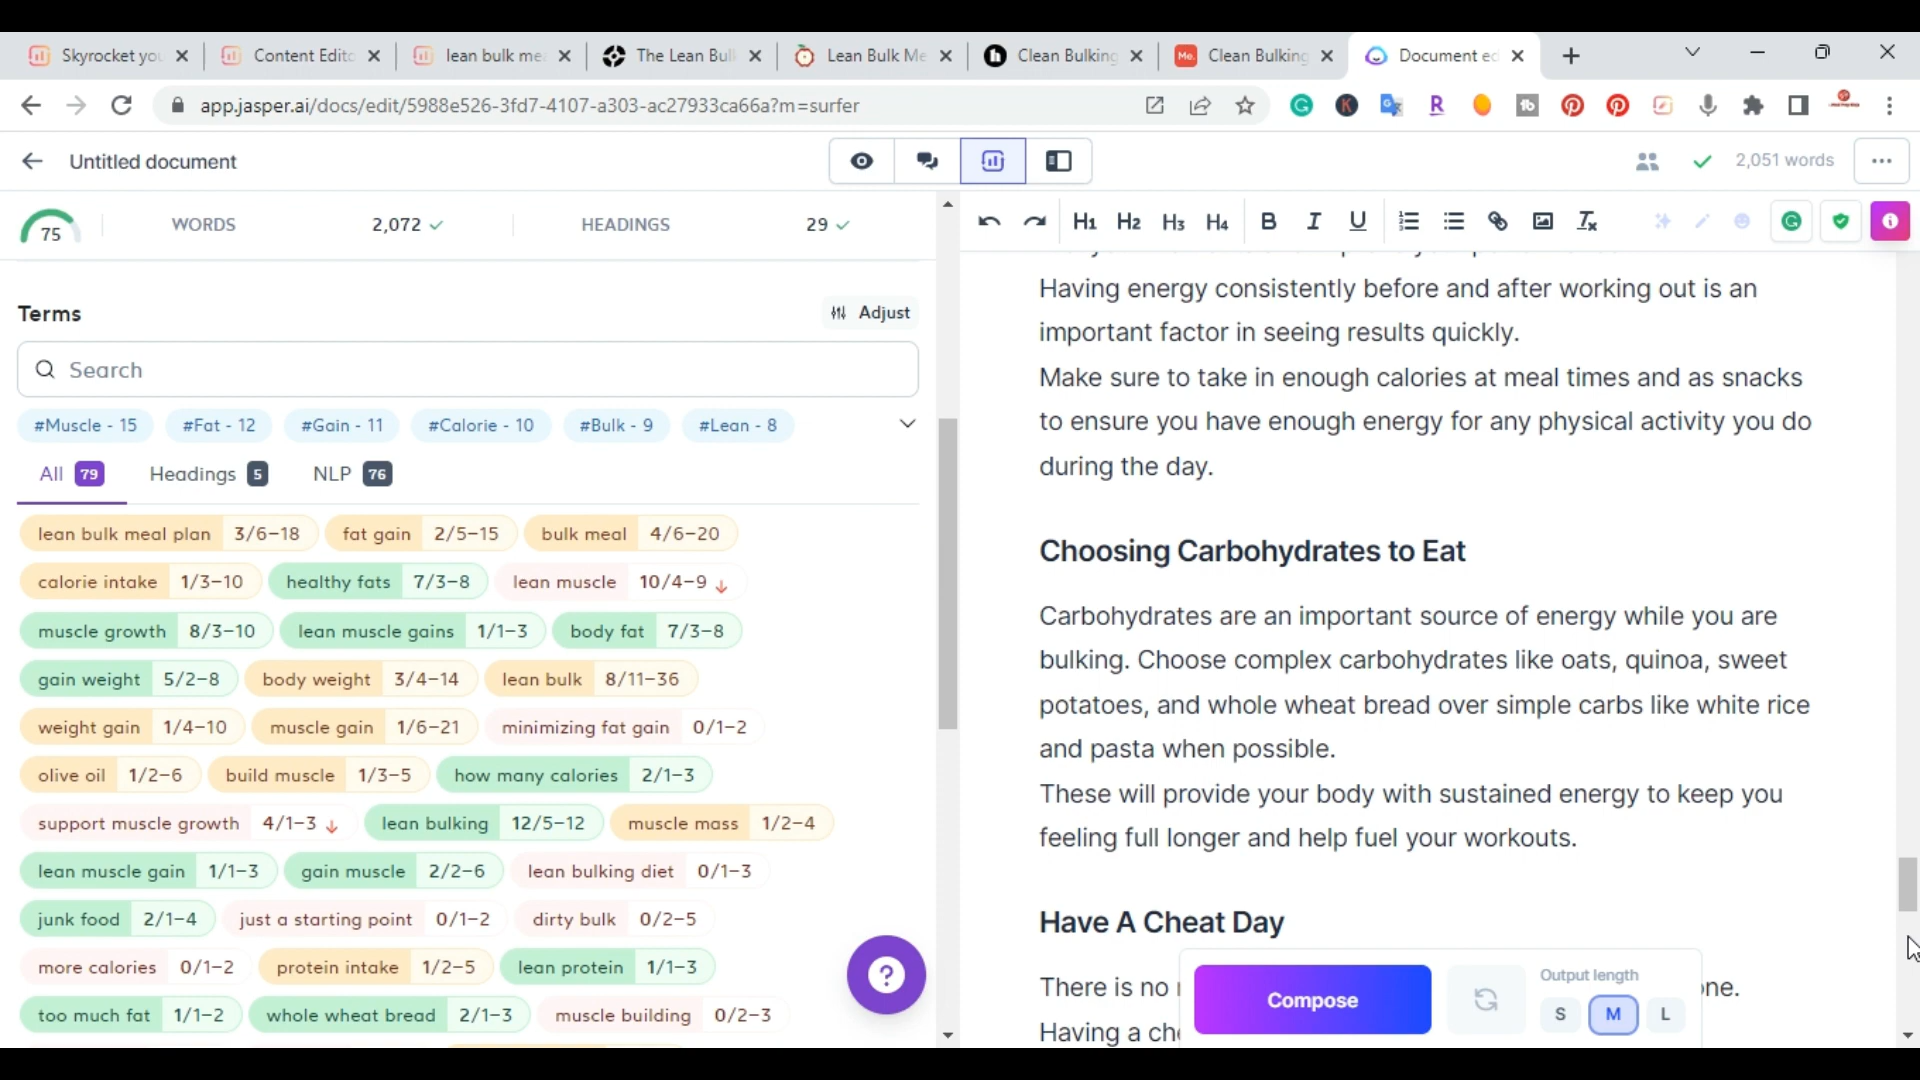 Skyrocket yo
Content Edito
lean bulk me
The Lean Bul
Lean Bulk Me
Clean Bulking
Clean Bulking
Document ed
app.jasper.ai/docs/edit/5988e526-3fd7-4107-a303-ac27933ca66a?m=surfer
Untitled document
2,051 words
75
WORDS 2,072
HEADINGS 29
H1 H2 H3 H4 B I U
Terms
Adjust
Search
#Muscle - 15 #Fat - 12 #Gain - 11 #Calorie - 10 #Bulk - 9 #Lean - 8
All 79 Headings 5 NLP 76
lean bulk meal plan 3/6-18 fat gain 2/5-15 bulk meal 4/6-20
calorie intake 1/3-10 healthy fats 7/3-8 lean muscle 10/4-9
muscle growth 8/3-10 lean muscle gains 1/1-3 body fat 7/3-8
gain weight 5/2-8 body weight 3/4-14 lean bulk 8/11-36
weight gain 1/4-10 muscle gain 1/6-21 minimizing fat gain 0/1-2
olive oil 1/2-6 build muscle 1/3-5 how many calories 2/1-3
support muscle growth 4/1-3 lean bulking 12/5-12 muscle mass 1/2-4
lean muscle gain 1/1-3 gain muscle 2/2-6 lean bulking diet 0/1-3
junk food 2/1-4 just a starting point 0/1-2 dirty bulk 0/2-5
more calories 0/1-2 protein intake 1/2-5 lean protein 1/1-3
too much fat 1/1-2 whole wheat bread 2/1-3 muscle building 0/2-3
Having energy consistently before and after working out is an
important factor in seeing results quickly.
Make sure to take in enough calories at meal times and as snacks
to ensure you have enough energy for any physical activity you do
during the day.
Choosing Carbohydrates to Eat
Carbohydrates are an important source of energy while you are
bulking. Choose complex carbohydrates like oats, quinoa, sweet
potatoes, and whole wheat bread over simple carbs like white rice
and pasta when possible.
These will provide your body with sustained energy to keep you
feeling full longer and help fuel your workouts.
Have A Cheat Day
There is no
one.
Having a ch
Compose
Output length
S M L